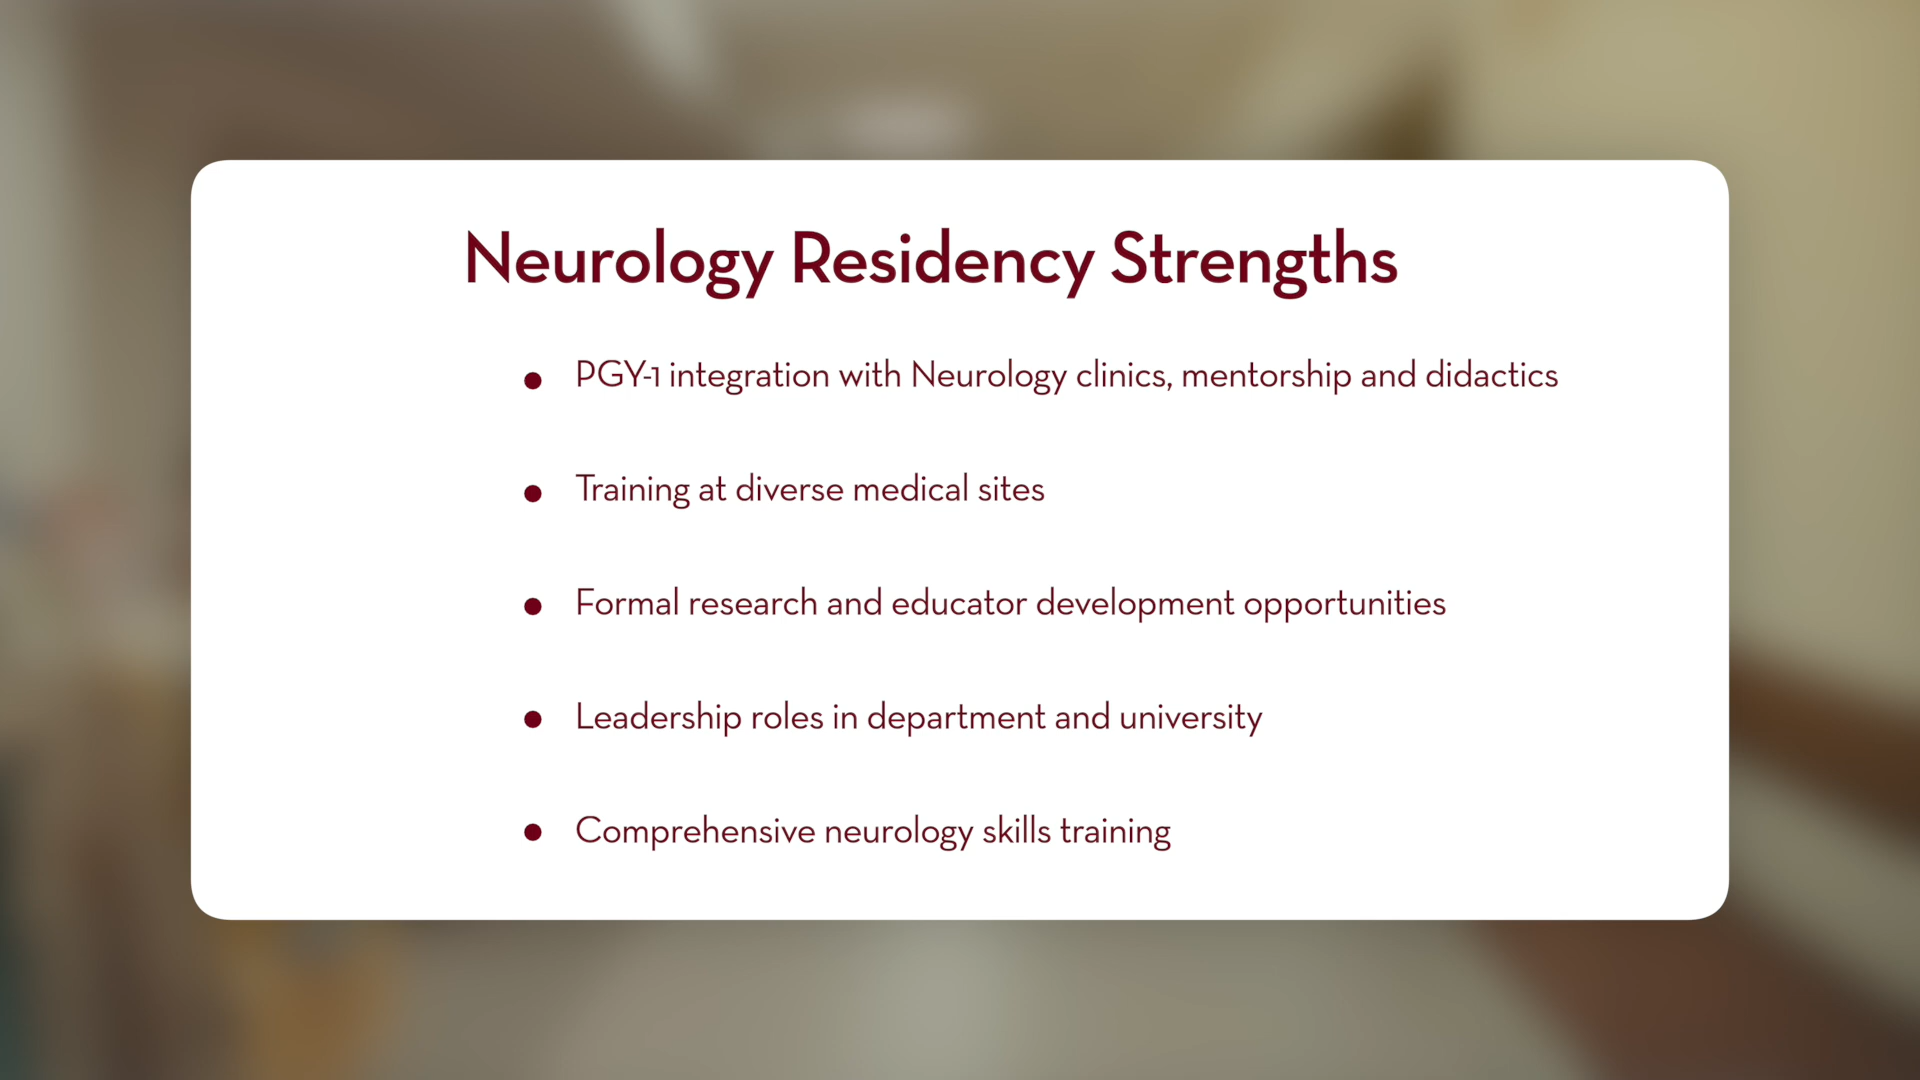 Neurology Residency Strengths
• PGY-1 integration with Neurology clinics, mentorship and didactics
• Training at diverse medical sites
• Formal research and educator development opportunities
• Leadership roles in department and university
• Comprehensive neurology skills training